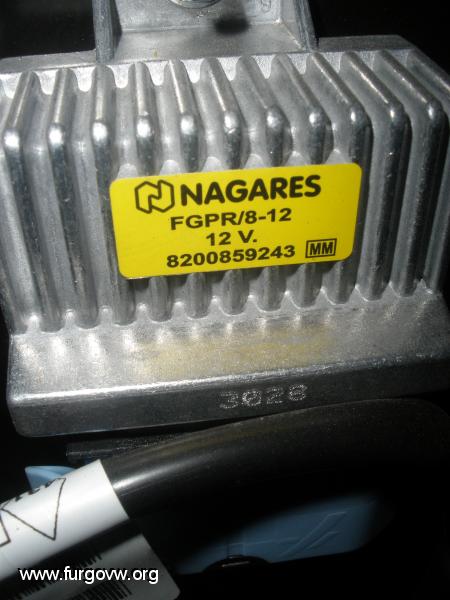 NAGARES
FGPR/8-12
12 V.
8200859243 MM
3028
www.furgovw.org